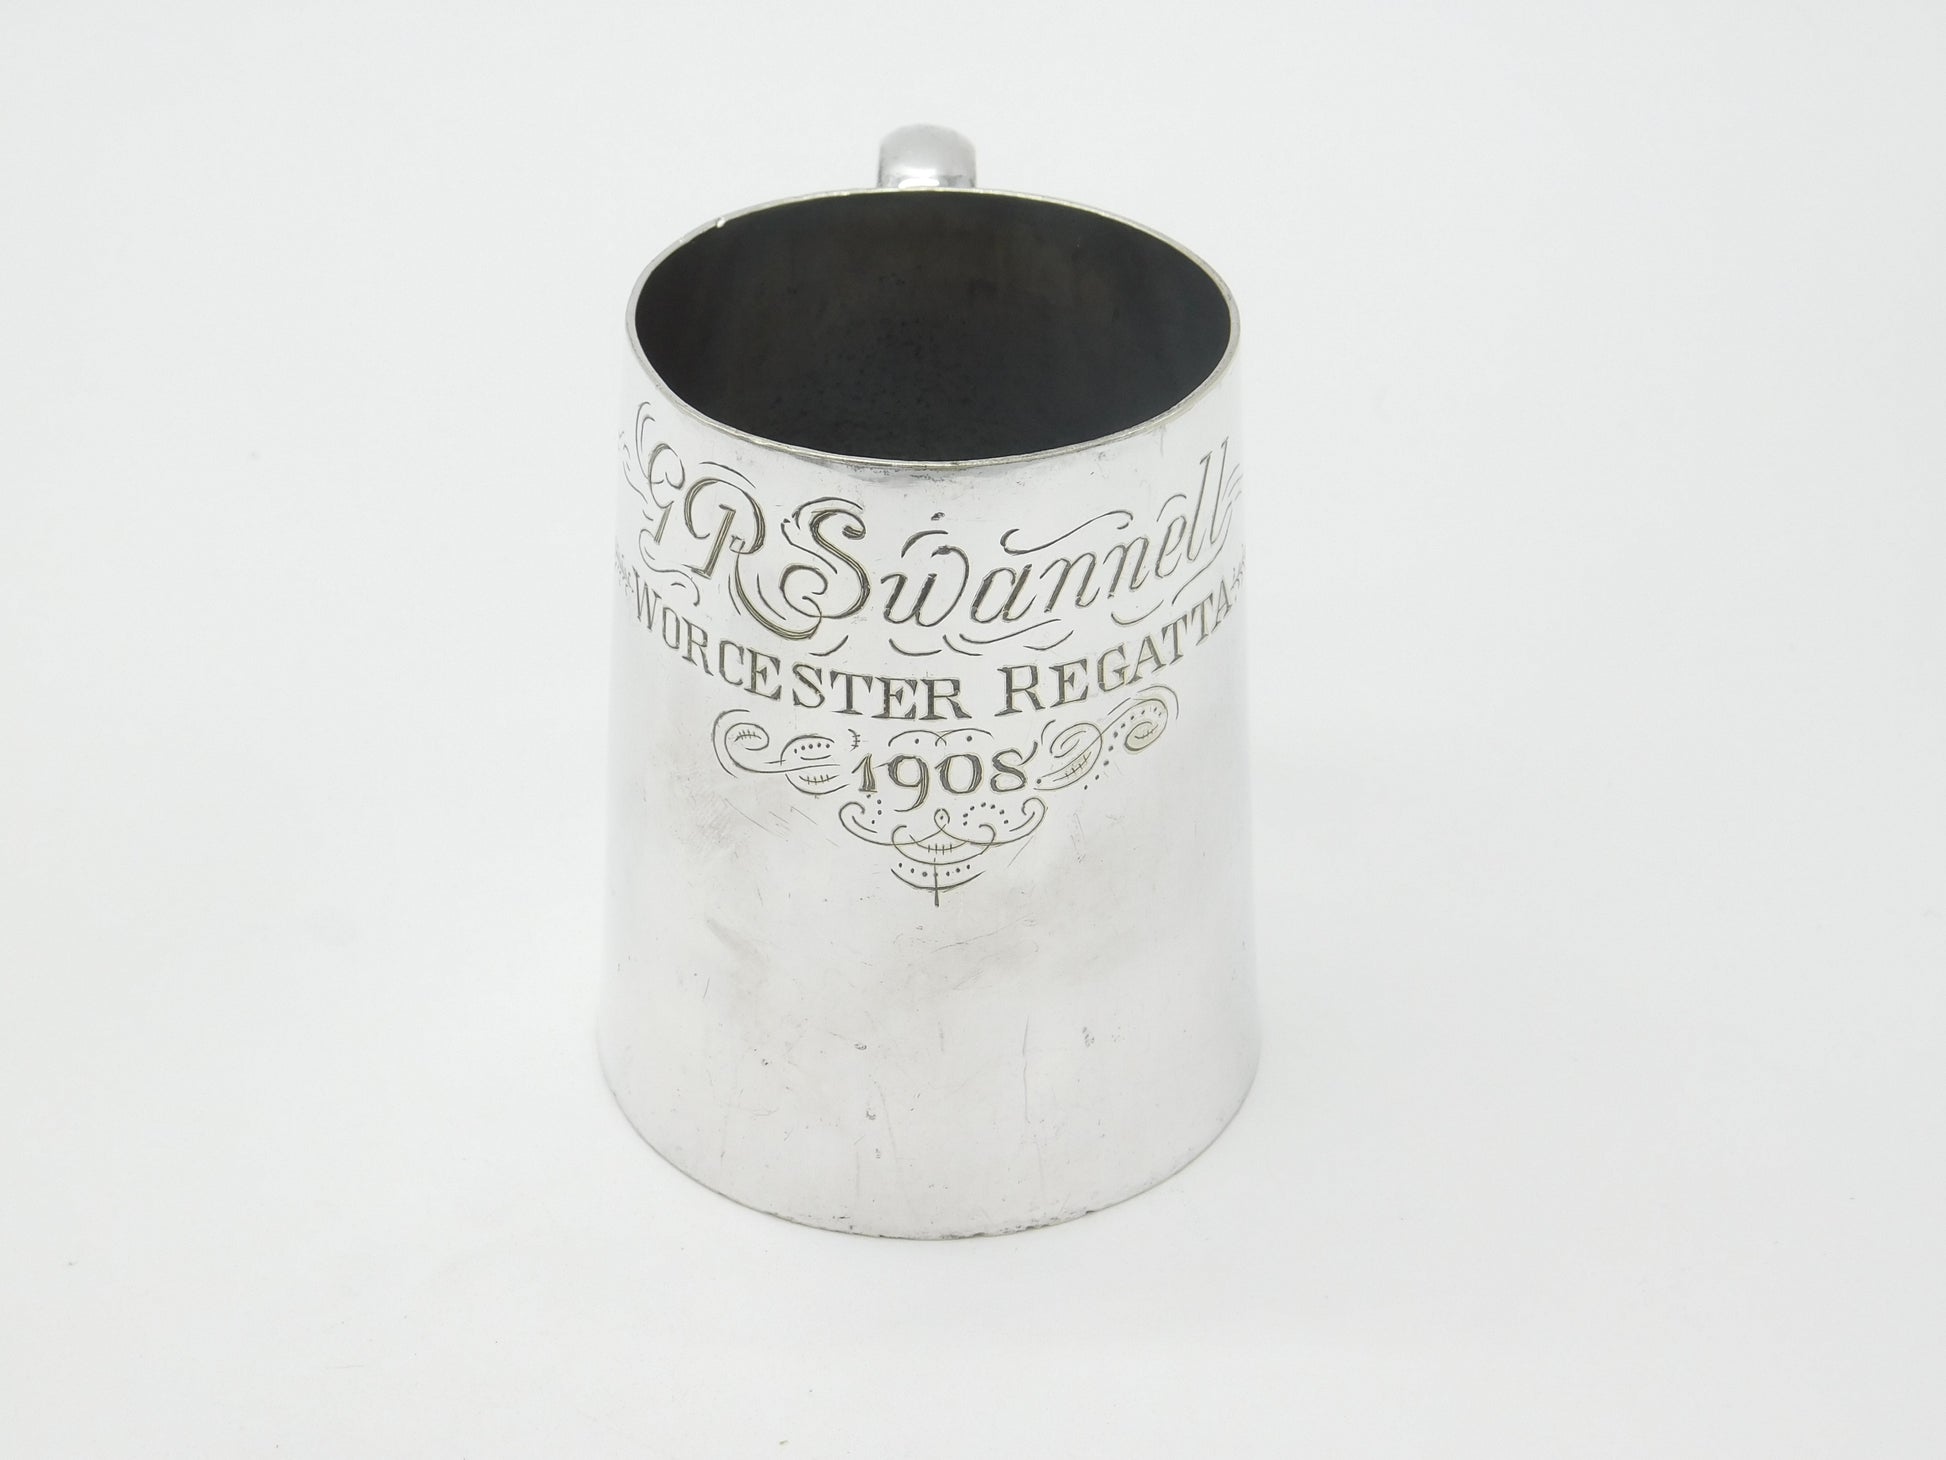 G R Swannell
WORCESTER REGATTA
1908